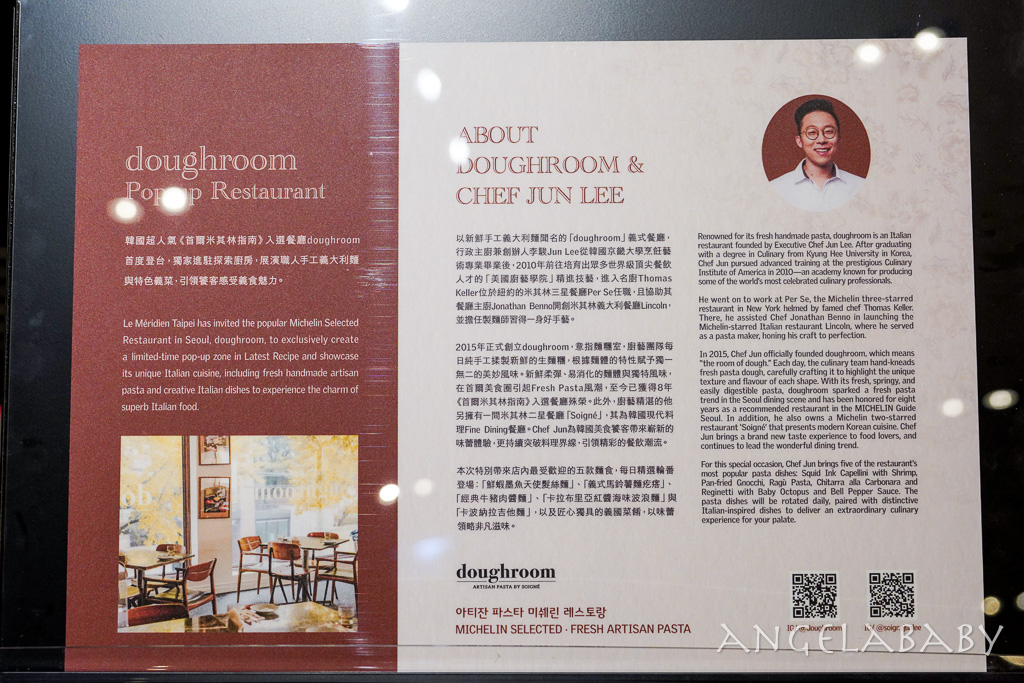 doughroom
Pop-up Restaurant
韓國超人氣《首爾米其林指南》入選餐廳doughroom
首度登台，獨家進駐探索廚房，展演職人手工義大利麵
與特色義菜，引領饕客感受義食魅力。
Le Méridien Taipei has invited the popular Michelin Selected
Restaurant in Seoul, doughroom, to exclusively create
a limited-time pop-up zone in Latest Recipe and showcase
its unique Italian cuisine, including fresh handmade artisan
pasta and creative Italian dishes to experience the charm of
superb Italian food.
ABOUT
DOUGHROOM &
CHEF JUN LEE
以新鮮手工義大利麵聞名的「doughroom」義式餐廳，
行政主廚兼創辦人李駿Jun Lee從韓國京畿大學烹飪藝
術專業畢業後，2010年前往培育出眾多世界級頂尖餐飲
人才的「美國廚藝學院」精進技藝，進入名廚Thomas
Keller位於紐約的米其林三星餐廳Per Se任職，且協助其
餐廳主廚Jonathan Benno開創米其林義大利餐廳Lincoln，
並擔任製麵師習得一身好手藝。
2015年正式創立doughroom，意指麵糰室，廚藝團隊每
日純手工揉製新鮮的生麵糰，根據麵體的特性賦予獨一
無二的美妙風味。新鮮柔彈、易消化的麵體與獨特風味，
在首爾美食圈引起Fresh Pasta風潮，至今已獲得8年
《首爾米其林指南》入選餐廳殊榮。此外，廚藝精湛的他
另擁有一間米其林二星餐廳『Soigné』，其為韓國現代料
理Fine Dining餐廳。Chef Jun為韓國美食饕客帶來嶄新的
味蕾體驗，更持續突破料理界線，引領精彩的餐飲潮流。
本次特別帶來店內最受歡迎的五款麵食，每日精選輪番
登場：「鮮蝦墨魚天使髮絲麵」、「義式馬鈴薯麵疙瘩」、
「經典牛豬肉醬麵」、「卡拉布里亞紅醬海味波浪麵」與
「卡波納拉吉他麵」，以及匠心獨具的義國菜餚，以味蕾
領略非凡滋味。
doughroom
ARTISAN PASTA BY SOIGNÉ
아티잔 파스타 미쉐린 레스토랑
MICHELIN SELECTED · FRESH ARTISAN PASTA
Renowned for its fresh handmade pasta, doughroom is an Italian
restaurant founded by Executive Chef Jun Lee. After graduating
with a degree in Culinary from Kyung Hee University in Korea,
Chef Jun pursued advanced training at the prestigious Culinary
Institute of America in 2010—an academy known for producing
some of the world's most celebrated culinary professionals.
He went on to work at Per Se, the Michelin three-starred
restaurant in New York helmed by famed chef Thomas Keller.
There, he assisted Chef Jonathan Benno in launching the
Michelin-starred Italian restaurant Lincoln, where he served
as a pasta maker, honing his craft to perfection.
In 2015, Chef Jun officially founded doughroom, which means
"the room of dough." Each day, the culinary team hand-kneads
fresh pasta dough, carefully crafting it to highlight the unique
texture and flavour of each shape. With its fresh, springy, and
easily digestible pasta, doughroom sparked a fresh pasta
trend in the Seoul dining scene and has been honored for eight
years as a recommended restaurant in the MICHELIN Guide
Seoul. In addition, he also owns a Michelin two-starred
restaurant 'Soigné' that presents modern Korean cuisine. Chef
Jun brings a brand new taste experience to food lovers, and
continues to lead the wonderful dining trend.
For this special occasion, Chef Jun brings five of the restaurant's
most popular pasta dishes: Squid Ink Capellini with Shrimp,
Pan-fried Gnocchi, Ragù Pasta, Chitarra alla Carbonara and
Reginetti with Baby Octopus and Bell Pepper Sauce. The
pasta dishes will be rotated daily, paired with distinctive
Italian-inspired dishes to deliver an extraordinary culinary
experience for your palate.
ANGELABABY